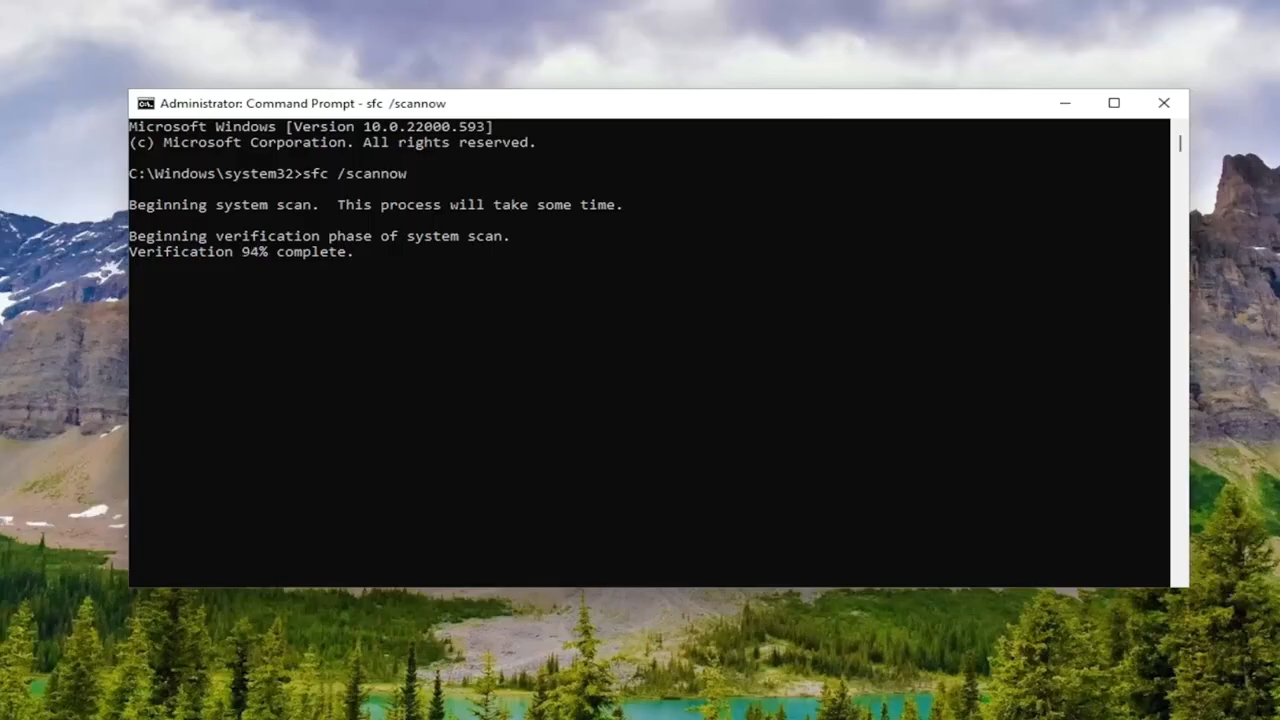 Administrator: Command Prompt - sfc  /scannow
Microsoft Windows [Version 10.0.22000.593]
(c) Microsoft Corporation. All rights reserved.
C:\Windows\system32>sfc /scannow
Beginning system scan.  This process will take some time.
Beginning verification phase of system scan.
Verification 94% complete.